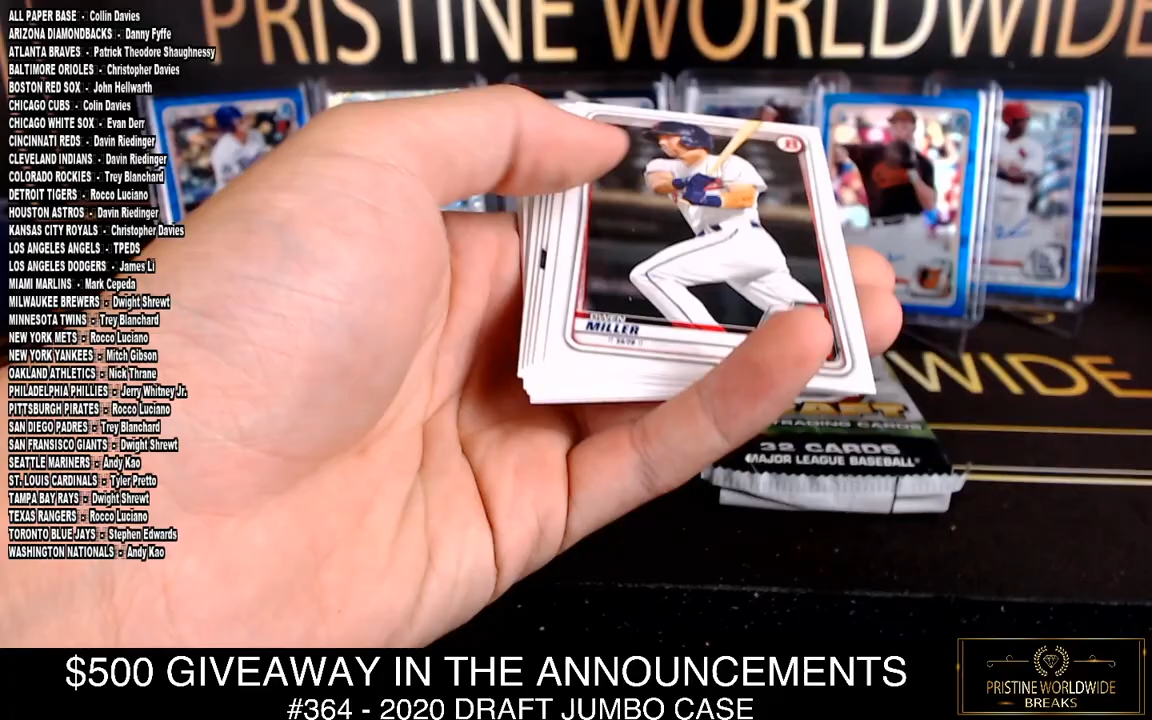 PRISTINE WORLDWIDE
ALL PAPER BASE - Collin Davies
ARIZONA DIAMONDBACKS - Danny Fyffe
ATLANTA BRAVES - Patrick Theodore Shaughnessy
BALTIMORE ORIOLES - Christopher Davies
BOSTON RED SOX - John Hellwarth
CHICAGO CUBS - Colin Davies
CHICAGO WHITE SOX - Evan Derr
CINCINNATI REDS - Davin Riedinger
CLEVELAND INDIANS - Davin Riedinger
COLORADO ROCKIES - Trey Blanchard
DETROIT TIGERS - Rocco Luciano
HOUSTON ASTROS - Davin Riedinger
KANSAS CITY ROYALS - Christopher Davies
LOS ANGELES ANGELS - TPEDS
LOS ANGELES DODGERS - James Li
MIAMI MARLINS - Mark Cepeda
MILWAUKEE BREWERS - Dwight Shrewt
MINNESOTA TWINS - Trey Blanchard
NEW YORK METS - Rocco Luciano
NEW YORK YANKEES - Mitch Gibson
OAKLAND ATHLETICS - Nick Thrane
PHILADELPHIA PHILLIES - Jerry Whitney Jr.
PITTSBURGH PIRATES - Rocco Luciano
SAN DIEGO PADRES - Trey Blanchard
SAN FRANSISCO GIANTS - Dwight Shrewt
SEATTLE MARINERS - Andy Kao
ST. LOUIS CARDINALS - Tyler Pretto
TAMPA BAY RAYS - Dwight Shrewt
TEXAS RANGERS - Rocco Luciano
TORONTO BLUE JAYS - Stephen Edwards
WASHINGTON NATIONALS - Andy Kao
OWEN
MILLER
WIDE
TRADING CARDS
32 CARDS
MAJOR LEAGUE BASEBALL
$500 GIVEAWAY IN THE ANNOUNCEMENTS
#364 - 2020 DRAFT JUMBO CASE
PRISTINE WORLDWIDE
BREAKS